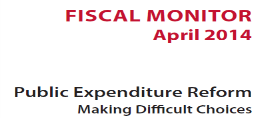 FISCAL MONITOR
April 2014
Public Expenditure Reform
Making Difficult Choices